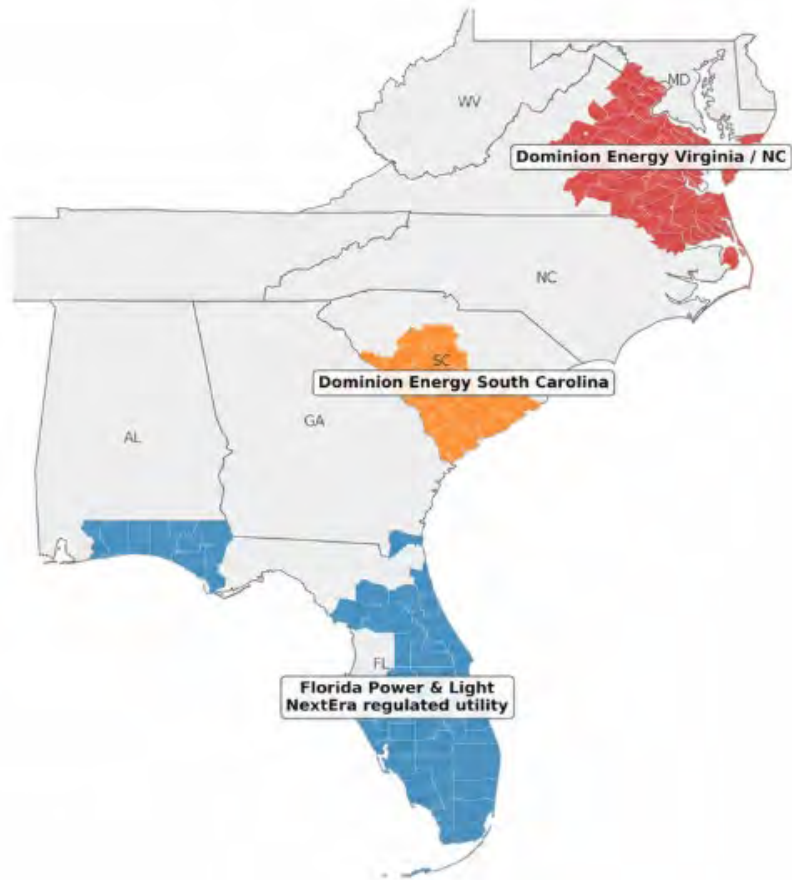 MD
WV
Dominion Energy Virginia / NC
NC
SC
Dominion Energy South Carolina
GA
AL
FL
Florida Power & Light
NextEra regulated utility